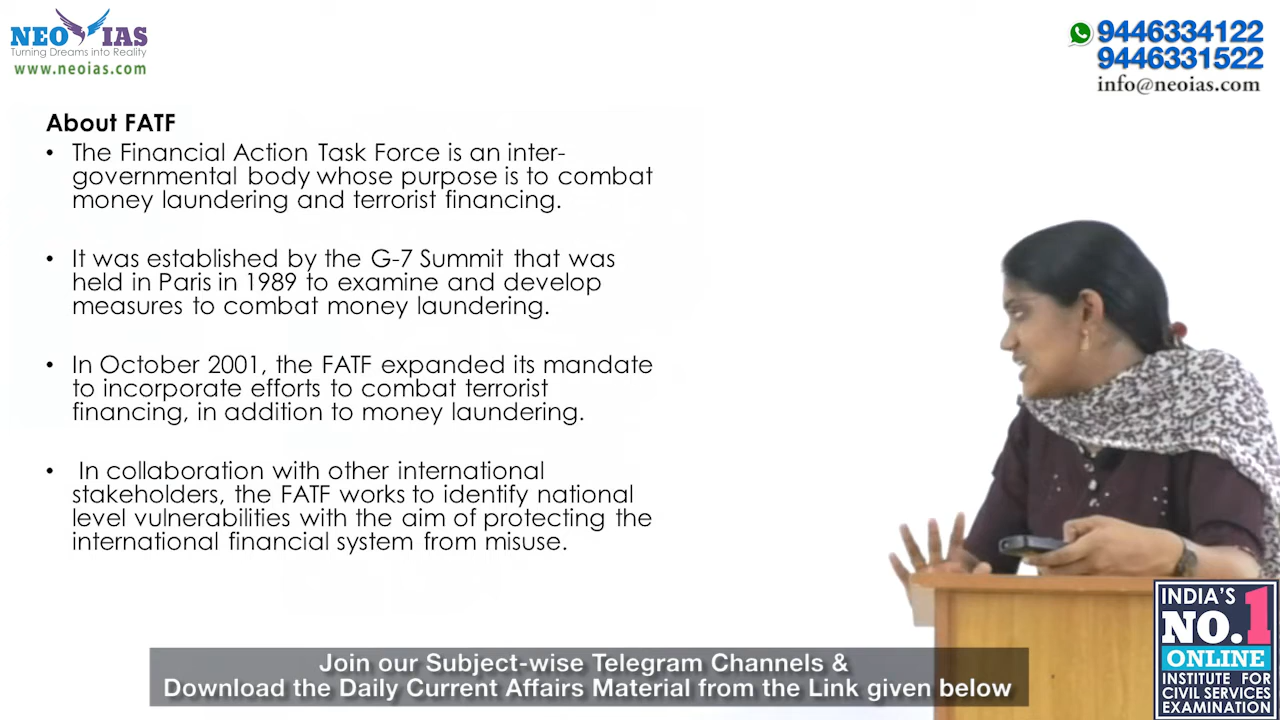 NEO IAS
Turning Dreams into Reality
www.neoias.com
9446334122
9446331522
info@neoias.com
About FATF
• The Financial Action Task Force is an inter-
governmental body whose purpose is to combat
money laundering and terrorist financing.
• It was established by the G-7 Summit that was
held in Paris in 1989 to examine and develop
measures to combat money laundering.
• In October 2001, the FATF expanded its mandate
to incorporate efforts to combat terrorist
financing, in addition to money laundering.
• In collaboration with other international
stakeholders, the FATF works to identify national
level vulnerabilities with the aim of protecting the
international financial system from misuse.
INDIA'S
NO.1
ONLINE
INSTITUTE FOR
CIVIL SERVICES
EXAMINATION
Join our Subject-wise Telegram Channels &
Download the Daily Current Affairs Material from the Link given below